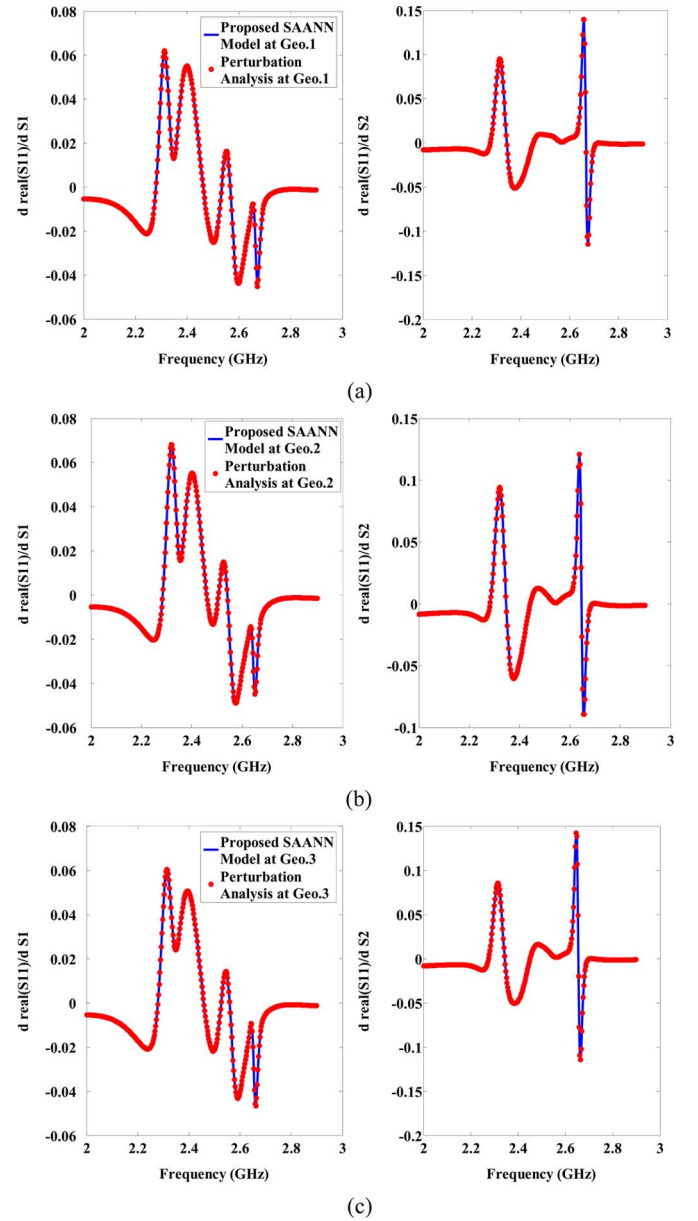 0.08
0.06
0.04
0.02
0
-0.02
-0.04
-0.06
d real(S11)/d S1
Proposed SAANN
Model at Geo.1
Perturbation
Analysis at Geo.1
2 2.2 2.4 2.6 2.8 3
Frequency (GHz)
0.15
0.1
0.05
0
-0.05
-0.1
-0.15
-0.2
d real(S11)/d S2
2 2.2 2.4 2.6 2.8 3
Frequency (GHz)
(a)
0.08
0.06
0.04
0.02
0
-0.02
-0.04
-0.06
d real(S11)/d S1
Proposed SAANN
Model at Geo.2
Perturbation
Analysis at Geo.2
2 2.2 2.4 2.6 2.8 3
Frequency (GHz)
0.15
0.1
0.05
0
-0.05
-0.1
d real(S11)/d S2
2 2.2 2.4 2.6 2.8 3
Frequency (GHz)
(b)
0.08
0.06
0.04
0.02
0
-0.02
-0.04
-0.06
d real(S11)/d S1
Proposed SAANN
Model at Geo.3
Perturbation
Analysis at Geo.3
2 2.2 2.4 2.6 2.8 3
Frequency (GHz)
0.15
0.1
0.05
0
-0.05
-0.1
-0.15
-0.2
d real(S11)/d S2
2 2.2 2.4 2.6 2.8 3
Frequency (GHz)
(c)